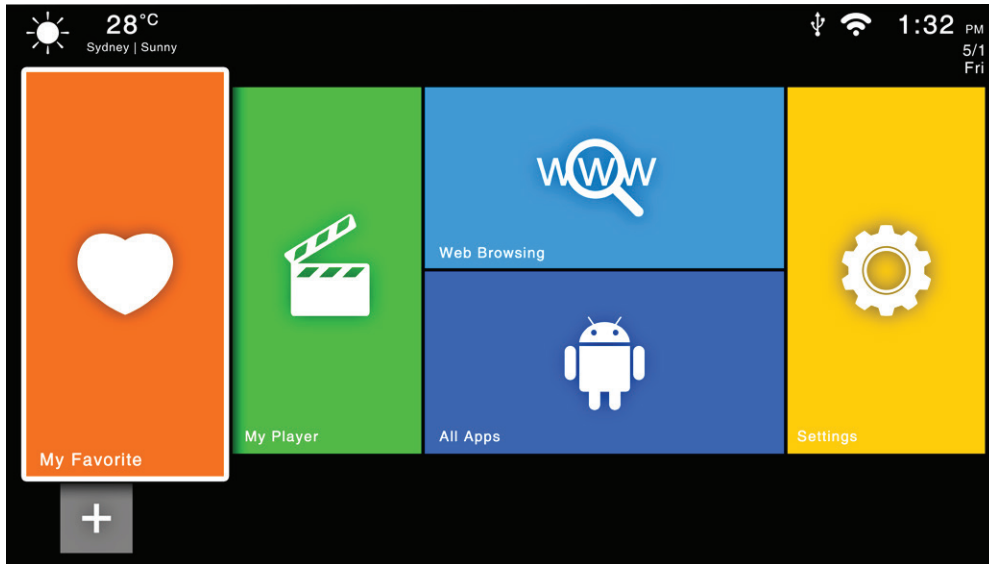 28°C
Sydney | Sunny
1:32 PM
5/1
Fri
WWW
Web Browsing
My Favorite
My Player
All Apps
Settings